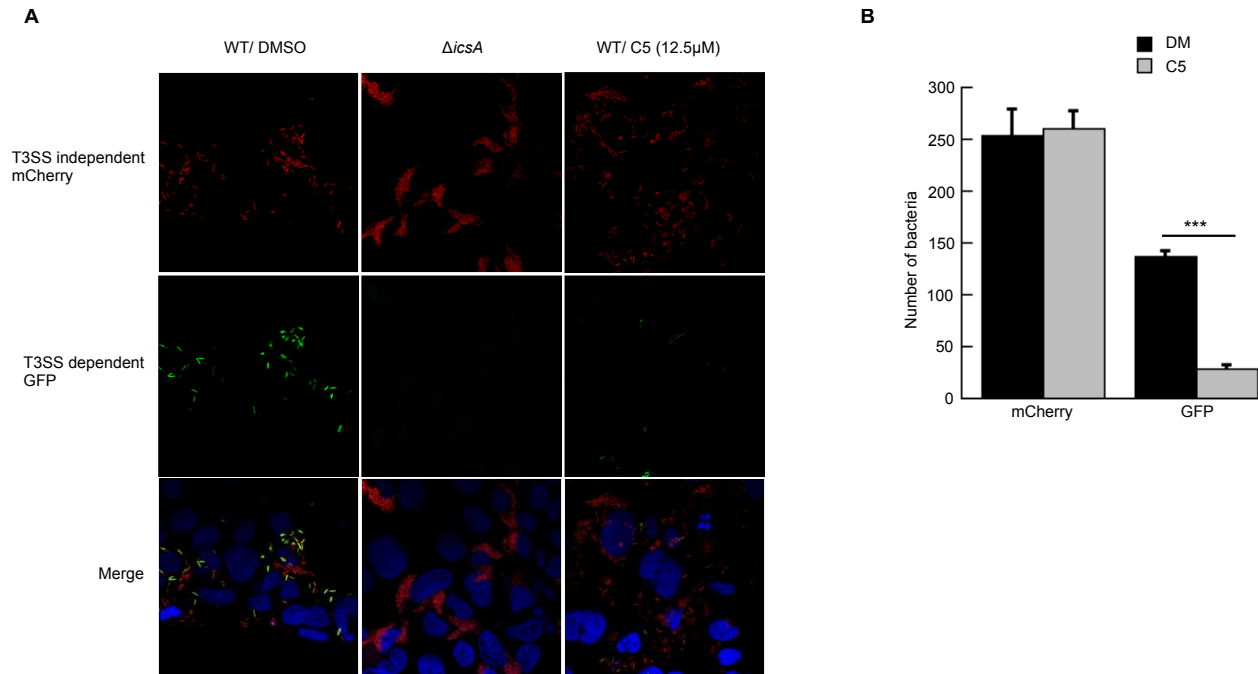 A
WT/ DMSO
ΔicsA
WT/ C5 (12.5µM)
T3SS independent
mCherry
T3SS dependent
GFP
Merge
B
DM
C5
300
250
200
150
100
50
0
Number of bacteria
***
mCherry
GFP